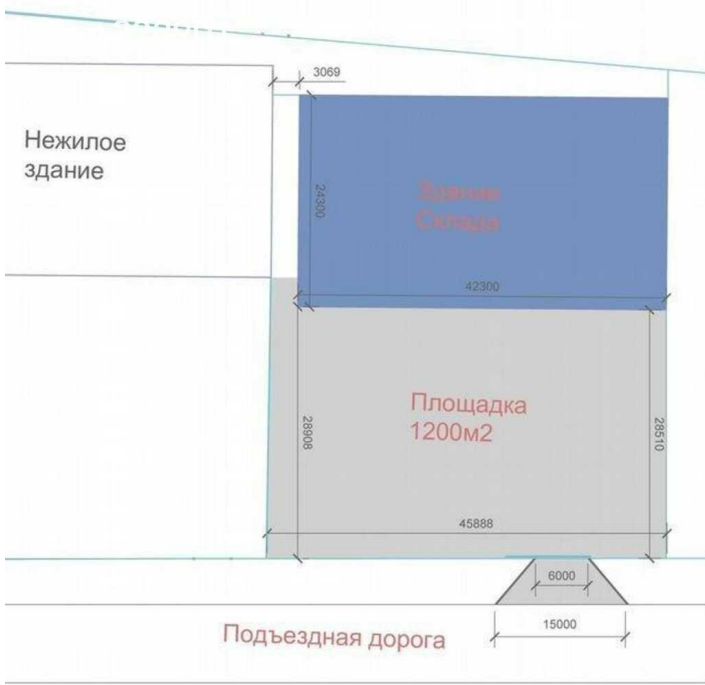 3069
Нежилое
здание
24300
Здание
Склада
42300
Площадка
1200м2
28908
28510
45888
6000
15000
Подъездная дорога